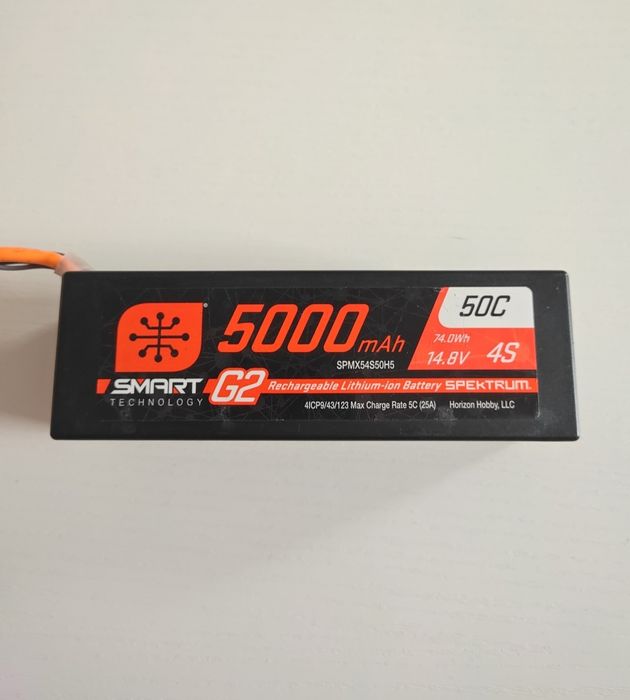 50C
5000mAh
74.0Wh
14.8V 4S
SPMX54S50H5
SMART G2 Rechargeable Lithium-ion Battery SPEKTRUM.
TECHNOLOGY
4ICP9/43/123 Max Charge Rate 5C (25A) Horizon Hobby, LLC